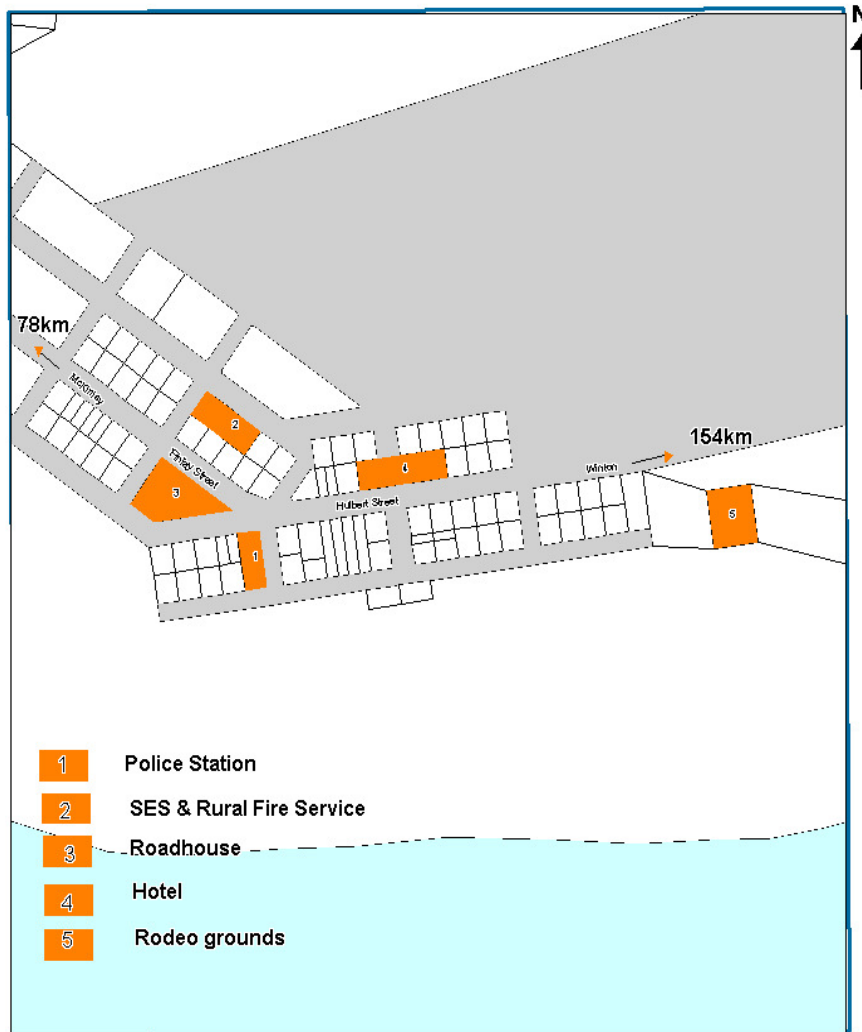 N
78km
McKinlay
2
Finlay Street
3
4
154km
Winton
Hulbert Street
5
1
1 Police Station
2 SES & Rural Fire Service
3 Roadhouse
4 Hotel
5 Rodeo grounds